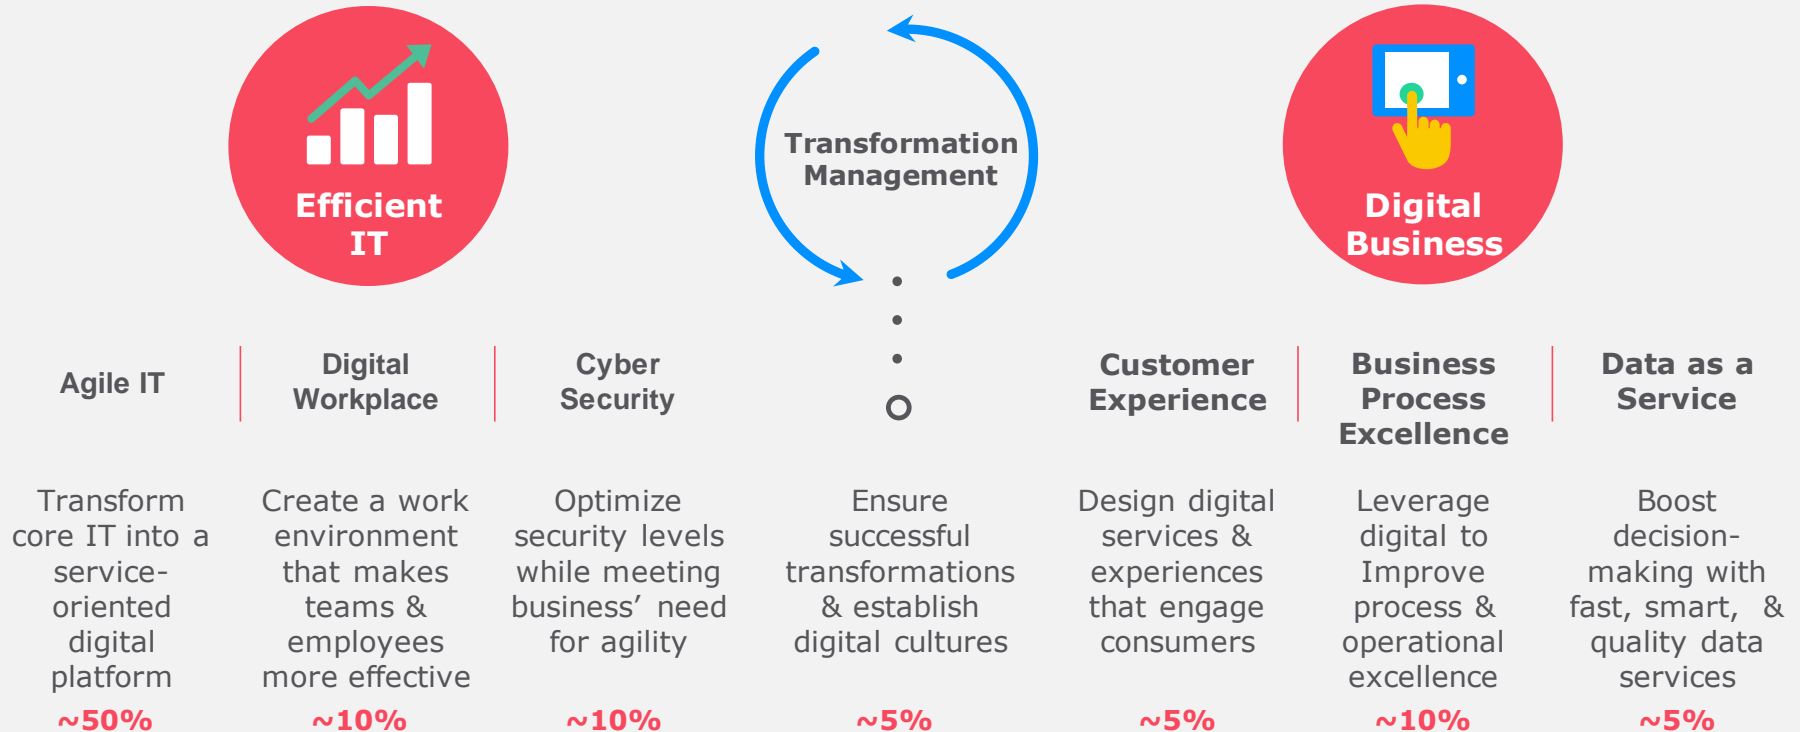 Efficient
IT
Transformation
Management
Digital
Business
Agile IT
Digital
Workplace
Cyber
Security
Customer
Experience
Business
Process
Excellence
Data as a
Service
Transform
core IT into a
service-
oriented
digital
platform
~50%
Create a work
environment
that makes
teams &
employees
more effective
~10%
Optimize
security levels
while meeting
business’ need
for agility
~10%
Ensure
successful
transformations
& establish
digital cultures
~5%
Design digital
services &
experiences
that engage
consumers
~5%
Leverage
digital to
Improve
process &
operational
excellence
~10%
Boost
decision-
making with
fast, smart, &
quality data
services
~5%